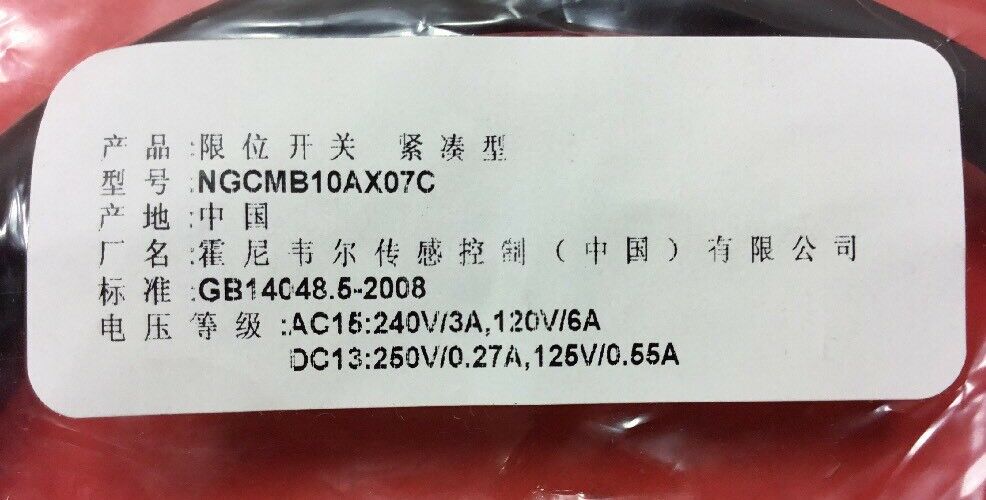 产品:限位开关 紧凑型
型号:NGCMB10AX07C
产地:中国
厂名:霍尼韦尔传感控制(中国)有限公司
标准:GB14048.5-2008
电压等级:AC15:240V/3A,120V/6A
DC13:250V/0.27A,125V/0.55A